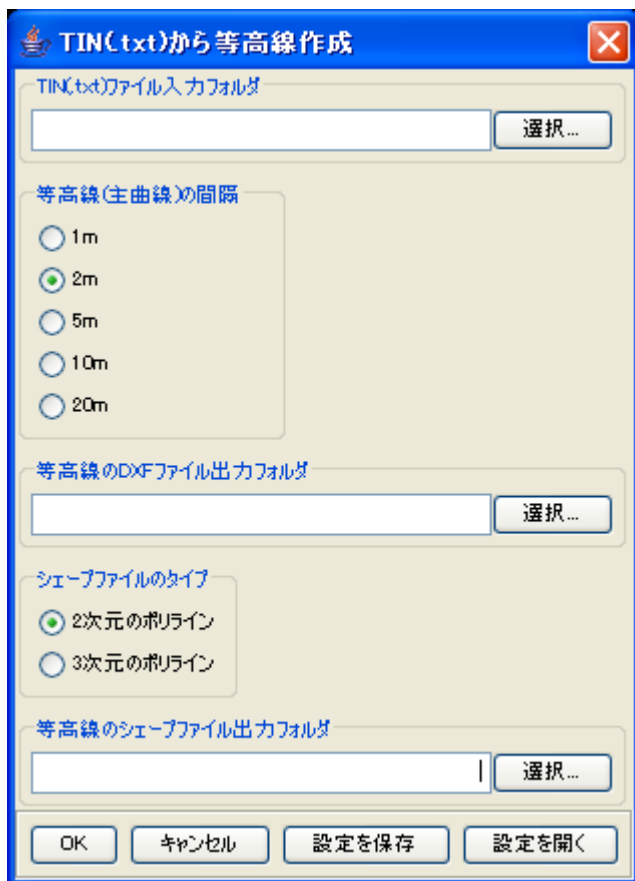 TIN(.txt)から等高線作成
TIN(.txt)ファイル入力フォルダ
選択...
等高線(主曲線)の間隔
1m
2m
5m
10m
20m
等高線のDXFファイル出力フォルダ
選択...
シェープファイルのタイプ
2次元のポリライン
3次元のポリライン
等高線のシェープファイル出力フォルダ
選択...
OK キャンセル 設定を保存 設定を開く